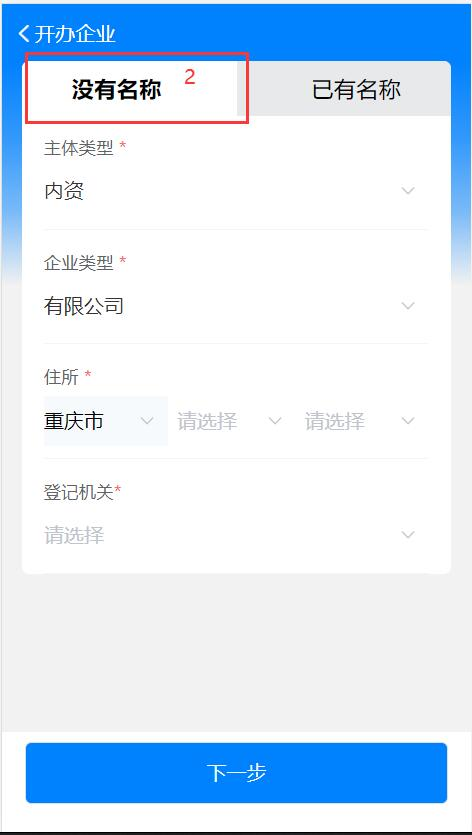 开办企业
没有名称 2 已有名称
主体类型 *
内资
企业类型 *
有限公司
住所 *
重庆市 请选择 请选择
登记机关*
请选择
下一步